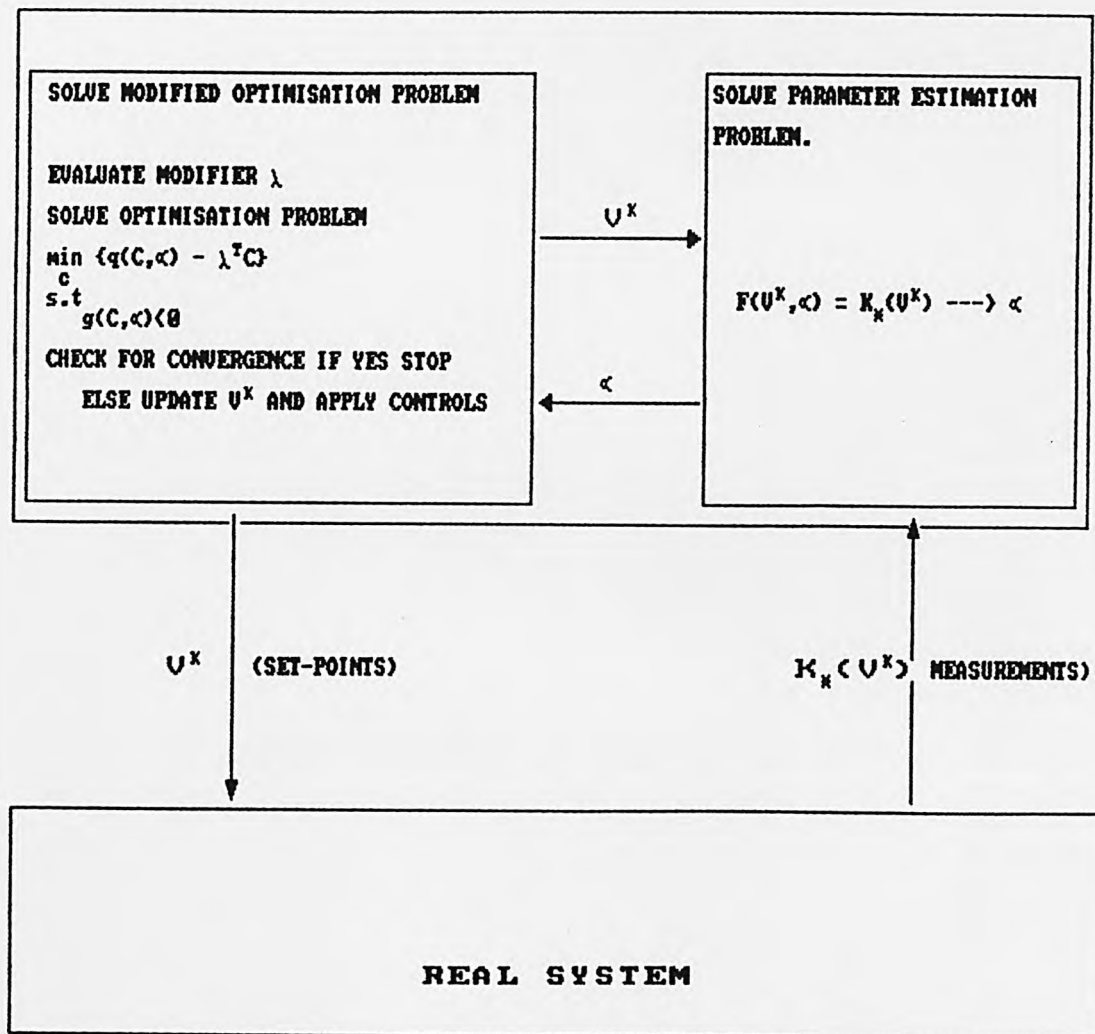 SOLVE MODIFIED OPTIMISATION PROBLEM
EVALUATE MODIFIER λ
SOLVE OPTIMISATION PROBLEM
min {q(C,α) - λᵀC}
c
s.t
g(C,α)<0
CHECK FOR CONVERGENCE IF YES STOP
ELSE UPDATE Vᴷ AND APPLY CONTROLS
Vᴷ
α
SOLVE PARAMETER ESTIMATION
PROBLEM.
F(Vᴷ,α) = K*(Vᴷ) ---> α
Vᴷ (SET-POINTS)
K*(Vᴷ) MEASUREMENTS)
REAL SYSTEM